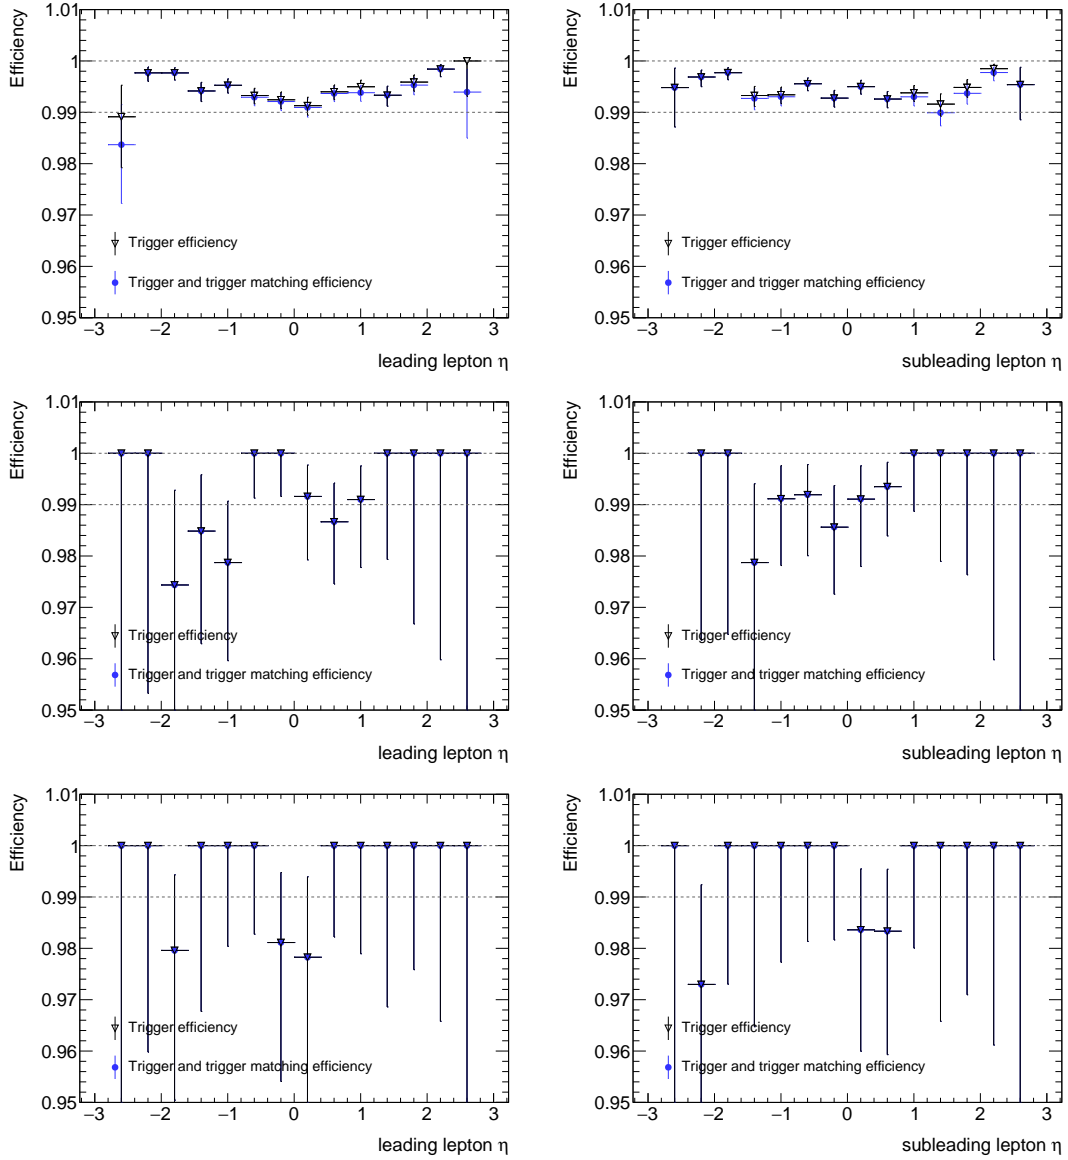 Efficiency
1.01
1
0.99
0.98
0.97
0.96
0.95
Trigger efficiency
Trigger and trigger matching efficiency
−3 −2 −1 0 1 2 3
leading lepton η
Efficiency
1.01
1
0.99
0.98
0.97
0.96
0.95
Trigger efficiency
Trigger and trigger matching efficiency
−3 −2 −1 0 1 2 3
subleading lepton η
Efficiency
1.01
1
0.99
0.98
0.97
0.96
0.95
Trigger efficiency
Trigger and trigger matching efficiency
−3 −2 −1 0 1 2 3
leading lepton η
Efficiency
1.01
1
0.99
0.98
0.97
0.96
0.95
Trigger efficiency
Trigger and trigger matching efficiency
−3 −2 −1 0 1 2 3
subleading lepton η
Efficiency
1.01
1
0.99
0.98
0.97
0.96
0.95
Trigger efficiency
Trigger and trigger matching efficiency
−3 −2 −1 0 1 2 3
leading lepton η
Efficiency
1.01
1
0.99
0.98
0.97
0.96
0.95
Trigger efficiency
Trigger and trigger matching efficiency
−3 −2 −1 0 1 2 3
subleading lepton η